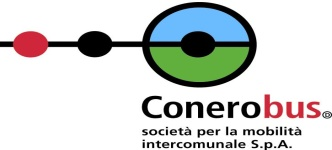 Conerobus®
società per la mobilità
intercomunale S.p.A.